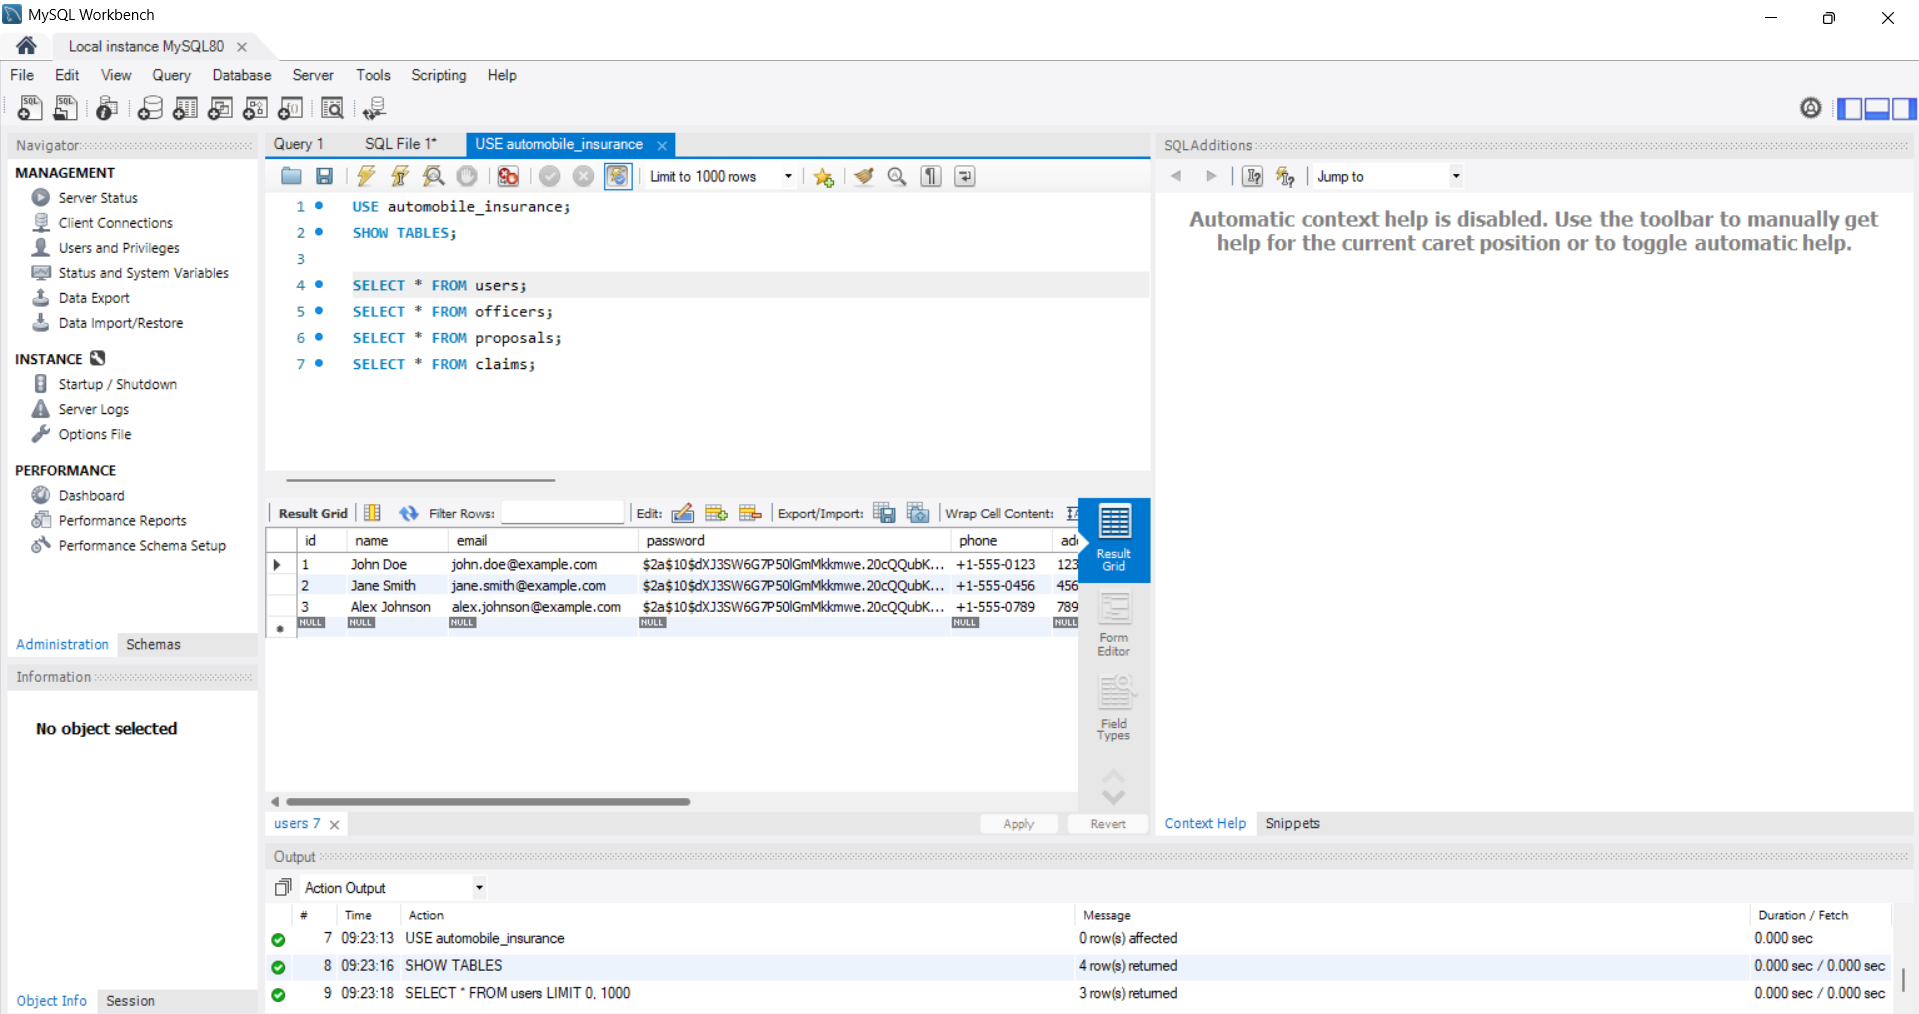 MySQL Workbench
Local instance MySQL80
File Edit View Query Database Server Tools Scripting Help
Navigator
MANAGEMENT
Server Status
Client Connections
Users and Privileges
Status and System Variables
Data Export
Data Import/Restore
INSTANCE
Startup / Shutdown
Server Logs
Options File
PERFORMANCE
Dashboard
Performance Reports
Performance Schema Setup
Administration Schemas
Information
No object selected
Object Info Session
Query 1 SQL File 1* USE automobile_insurance
Limit to 1000 rows
1 USE automobile_insurance;
2 SHOW TABLES;
3
4 SELECT * FROM users;
5 SELECT * FROM officers;
6 SELECT * FROM proposals;
7 SELECT * FROM claims;
Result Grid Filter Rows: Edit: Export/Import: Wrap Cell Content:
id name email password phone
1 John Doe john.doe@example.com $2a$10$dXJ3SW6G7P50lGmMkkmwe.20cQQubK... +1-555-0123 123
2 Jane Smith jane.smith@example.com $2a$10$dXJ3SW6G7P50lGmMkkmwe.20cQQubK... +1-555-0456 456
3 Alex Johnson alex.johnson@example.com $2a$10$dXJ3SW6G7P50lGmMkkmwe.20cQQubK... +1-555-0789 789
NULL NULL NULL NULL NULL NULL
Result
Grid
Form
Editor
Field
Types
users 7 Apply Revert
SQLAdditions
Jump to
Automatic context help is disabled. Use the toolbar to manually get
help for the current caret position or to toggle automatic help.
Context Help Snippets
Output
Action Output
# Time Action Message Duration / Fetch
7 09:23:13 USE automobile_insurance 0 row(s) affected 0.000 sec
8 09:23:16 SHOW TABLES 4 row(s) returned 0.000 sec / 0.000 sec
9 09:23:18 SELECT * FROM users LIMIT 0, 1000 3 row(s) returned 0.000 sec / 0.000 sec